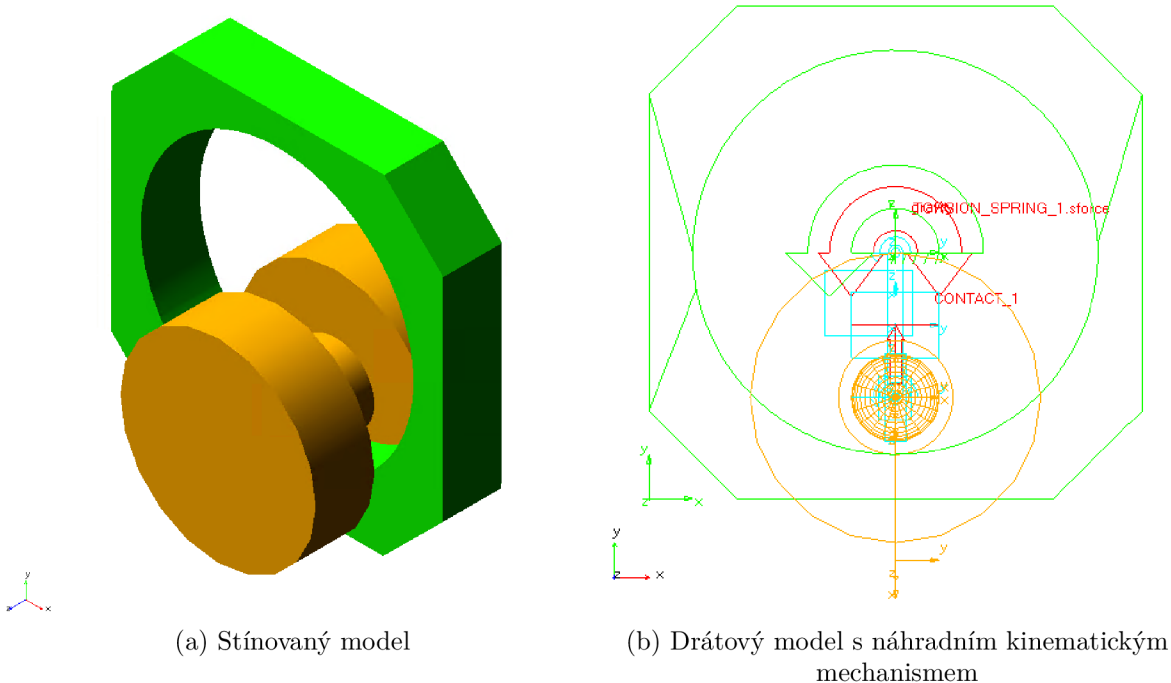 TORSION_SPRING_1.sforce
CONTACT_1
y
x
z
y
x
z
y
y
y
x
y
z
x
y
z
x
(a) Stínovaný model
(b) Drátový model s náhradním kinematickým
mechanismem